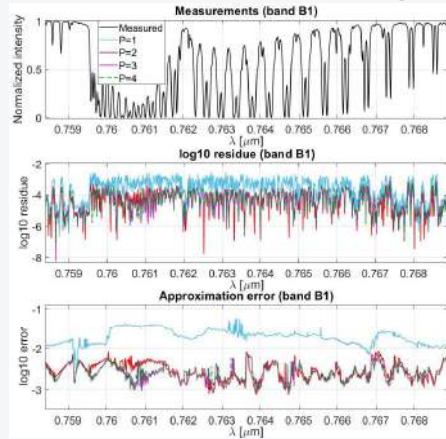 Measurements (band B1)
Normalized intensity
1
0.5
0
Measured
P=1
P=2
P=3
P=4
0.759 0.76 0.761 0.762 0.763 0.764 0.765 0.766 0.767 0.768
λ [μm]
log10 residue (band B1)
log10 residue
-2
-4
-6
-8
0.759 0.76 0.761 0.762 0.763 0.764 0.765 0.766 0.767 0.768
λ [μm]
Approximation error (band B1)
log10 error
-1
-2
-3
0.759 0.76 0.761 0.762 0.763 0.764 0.765 0.766 0.767 0.768
λ [μm]